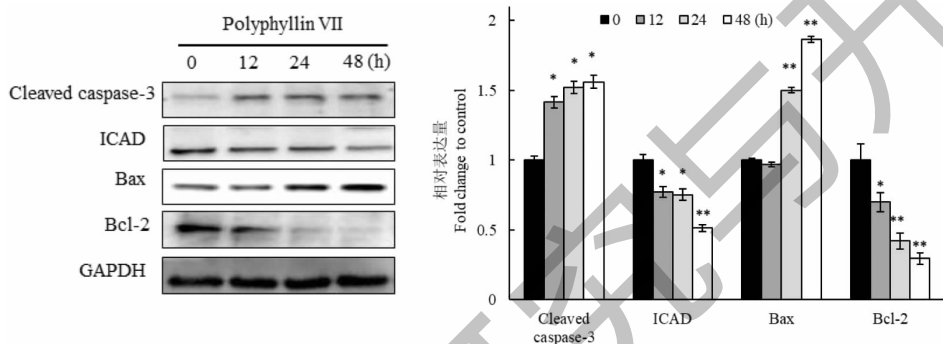 Polyphyllin VII
0 12 24 48 (h)
Cleaved caspase-3
ICAD
Bax
Bcl-2
GAPDH
相对表达量
Fold change to control
0 12 24 48 (h)
2
1.5
1
0.5
0
* * *
* * **
** **
* ** **
Cleaved
caspase-3
ICAD
Bax
Bcl-2